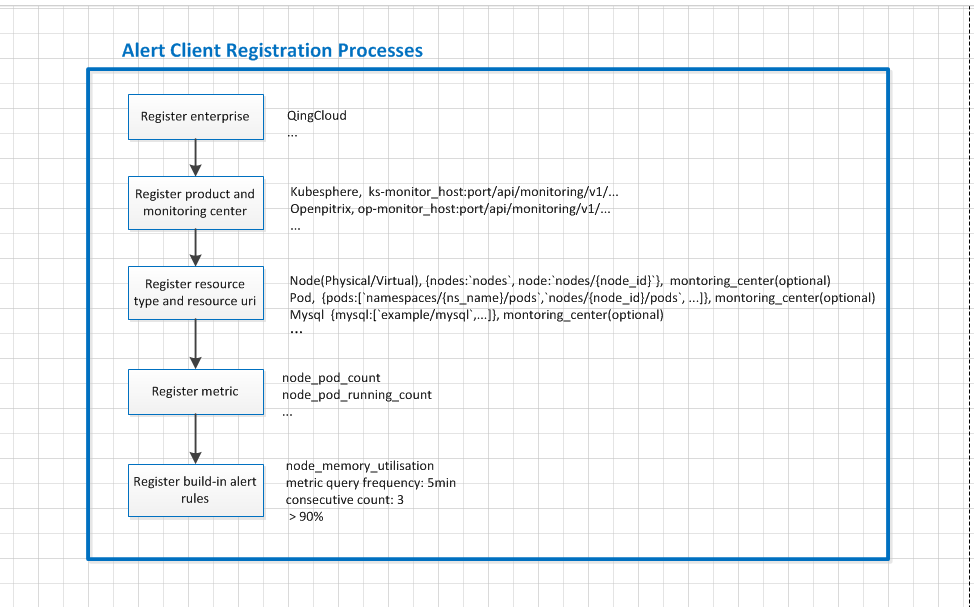 Alert Client Registration Processes
Register enterprise
QingCloud
...
Register product and
monitoring center
Kubesphere, ks-monitor_host:port/api/monitoring/v1/...
Openpitrix, op-monitor_host:port/api/monitoring/v1/...
...
Register resource
type and resource uri
Node(Physical/Virtual), {nodes:`nodes`, node:`nodes/{node_id}`}, montoring_center(optional)
Pod, {pods:[`namespaces/{ns_name}/pods`,`nodes/{node_id}/pods`, ...]}, montoring_center(optional)
Mysql {mysql:[`example/mysql`,...]}, montoring_center(optional)
...
Register metric
node_pod_count
node_pod_running_count
...
Register build-in alert
rules
node_memory_utilisation
metric query frequency: 5min
consecutive count: 3
> 90%